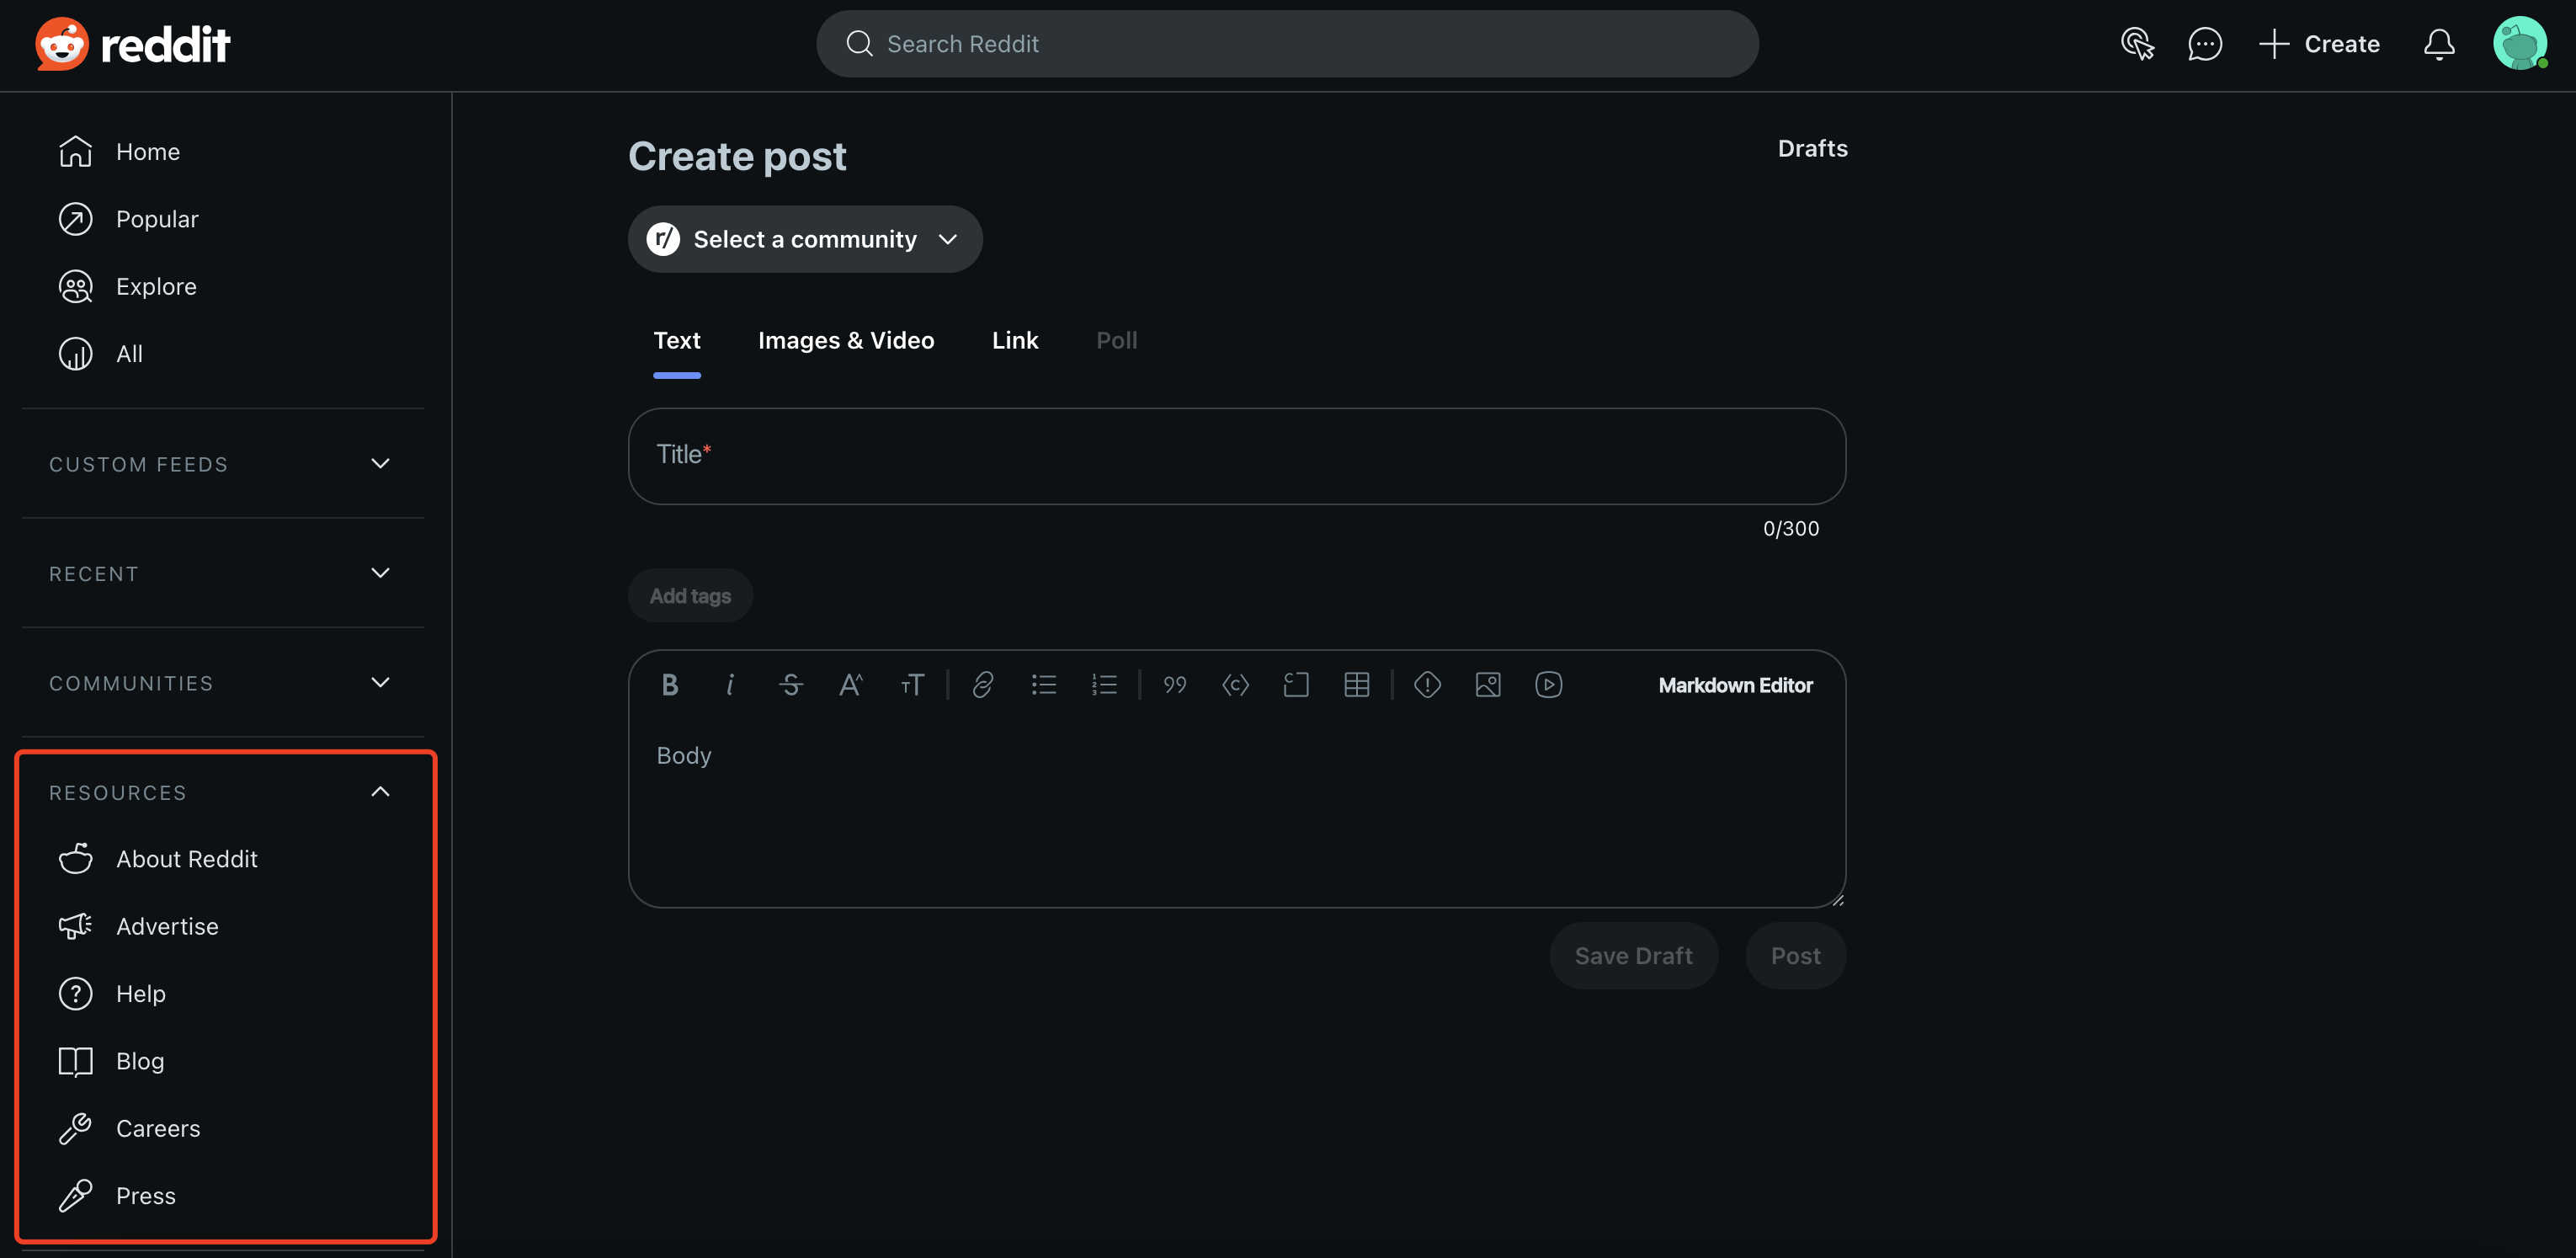 reddit
Search Reddit
Create
Home
Popular
Explore
All
CUSTOM FEEDS
RECENT
COMMUNITIES
RESOURCES
About Reddit
Advertise
Help
Blog
Careers
Press
Create post
Drafts
r/ Select a community
Text Images & Video Link Poll
Title*
0/300
Add tags
Markdown Editor
Body
Save Draft Post